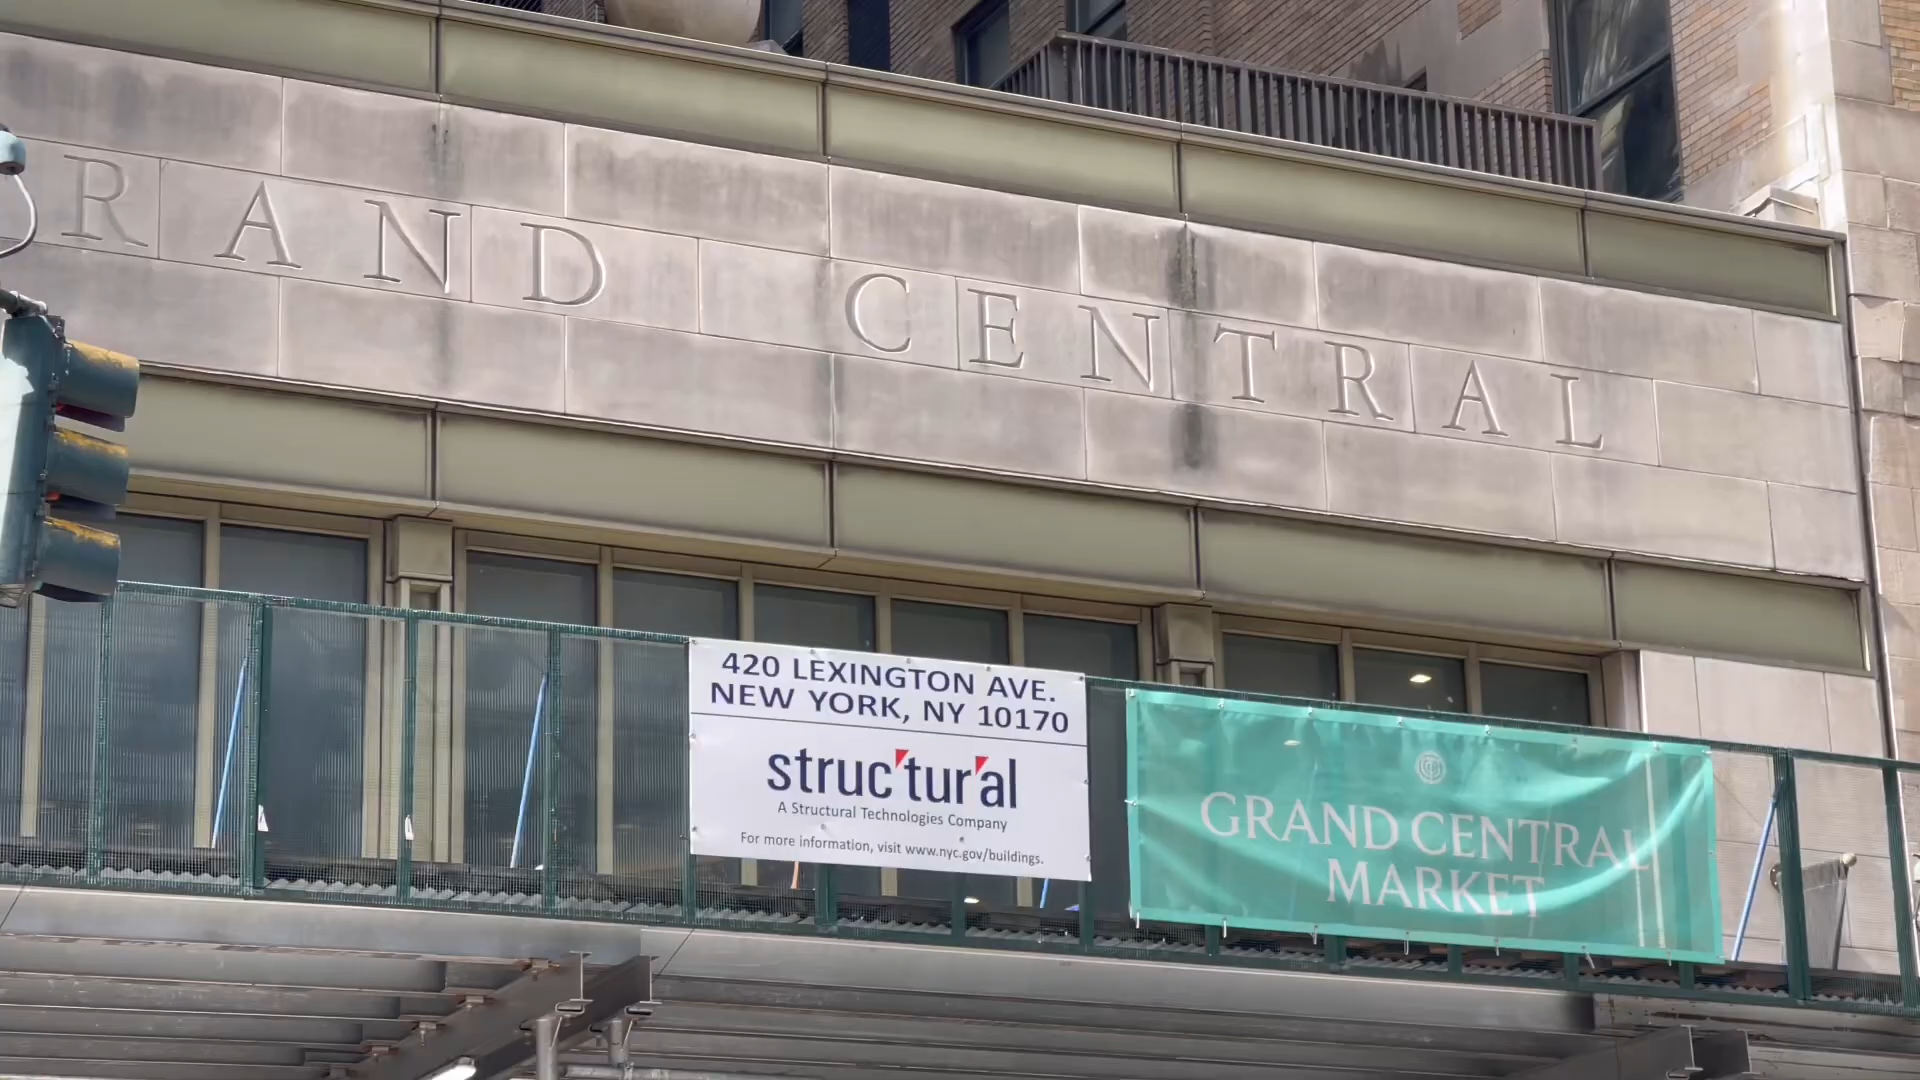 RAND CENTRAL
420 LEXINGTON AVE.
NEW YORK, NY 10170
struc'tur'al
A Structural Technologies Company
For more information, visit www.nyc.gov/buildings.
GRAND CENTRAL
MARKET